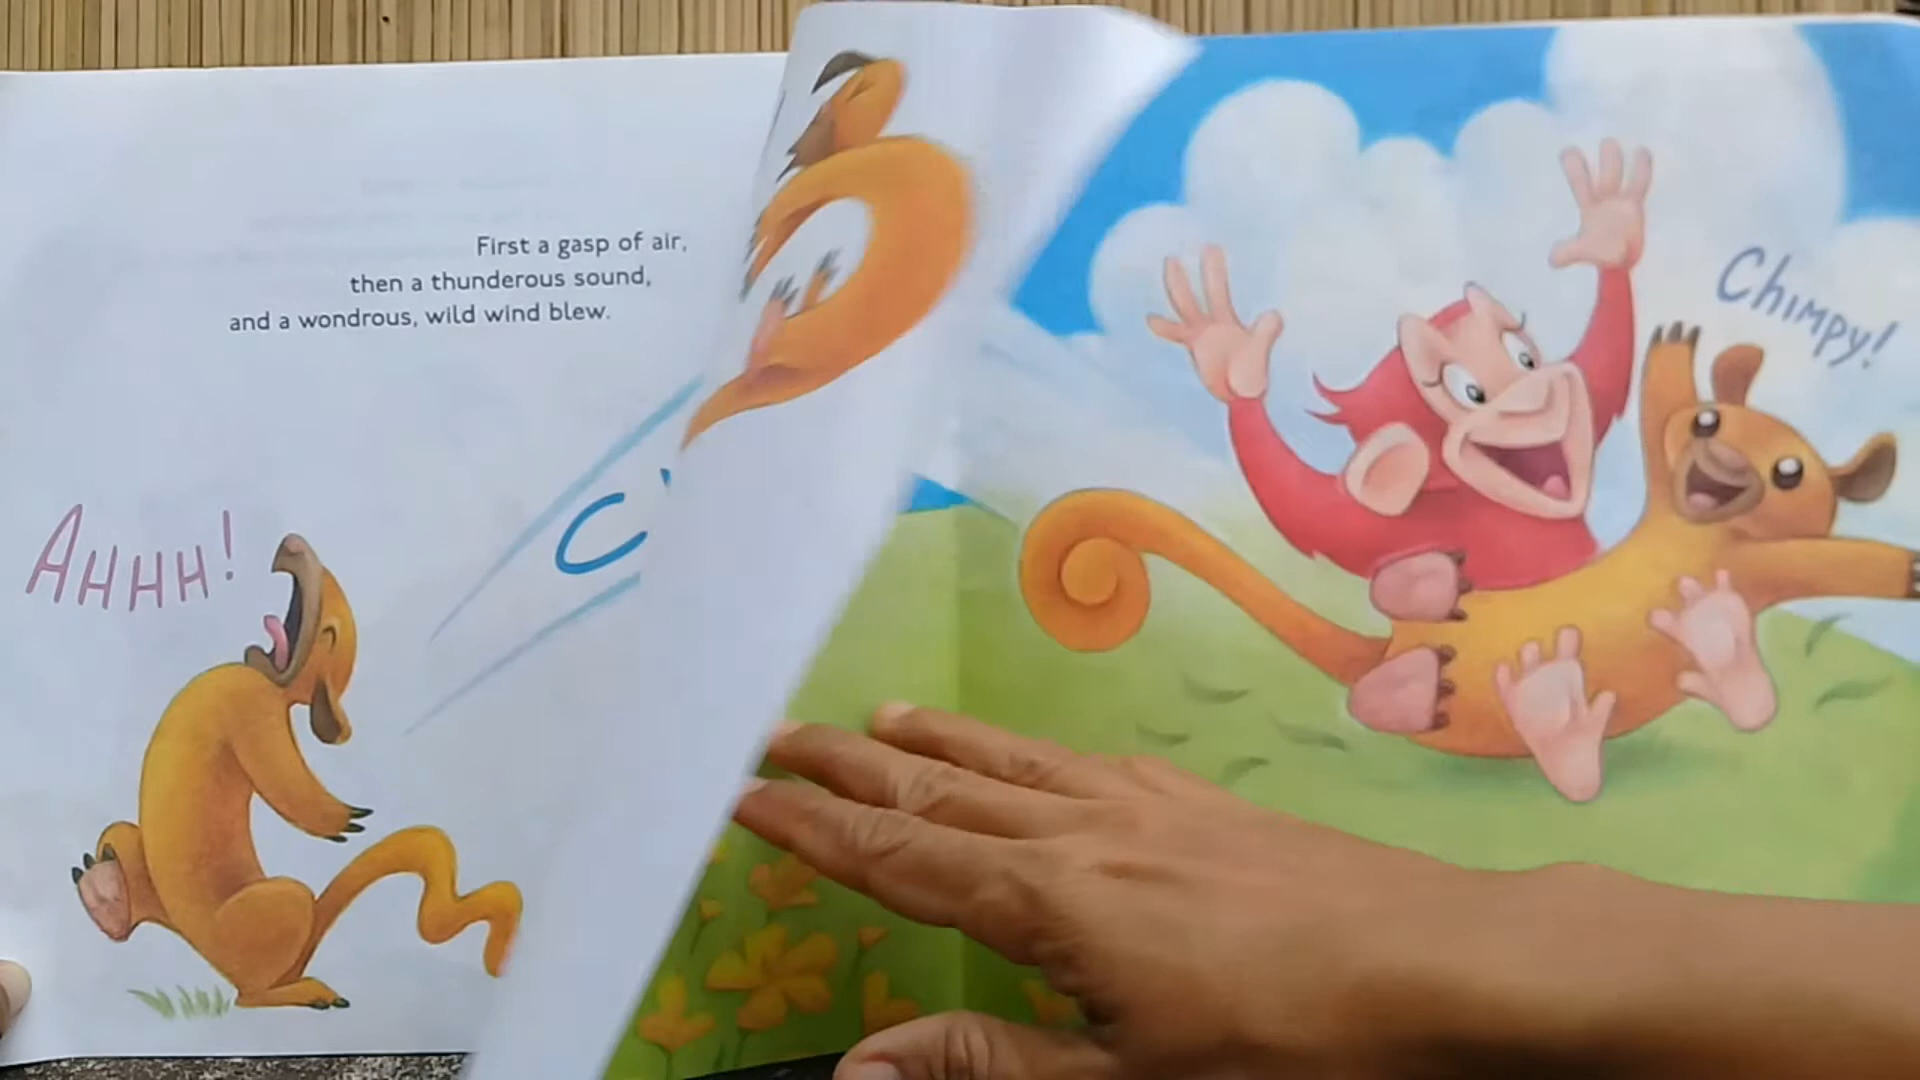 First a gasp of air,
then a thunderous sound,
and a wondrous, wild wind blew.
AHHH!
C
Chimpy!